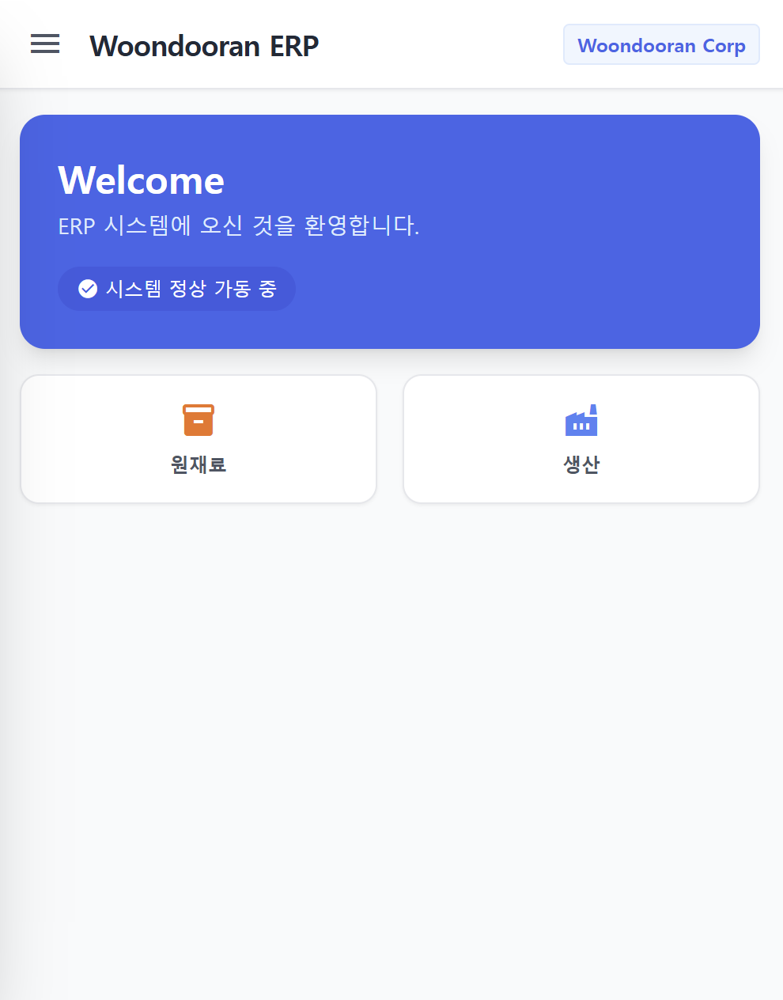 Woondooran ERP
Woondooran Corp
Welcome
ERP 시스템에 오신 것을 환영합니다.
시스템 정상 가동 중
원재료
생산